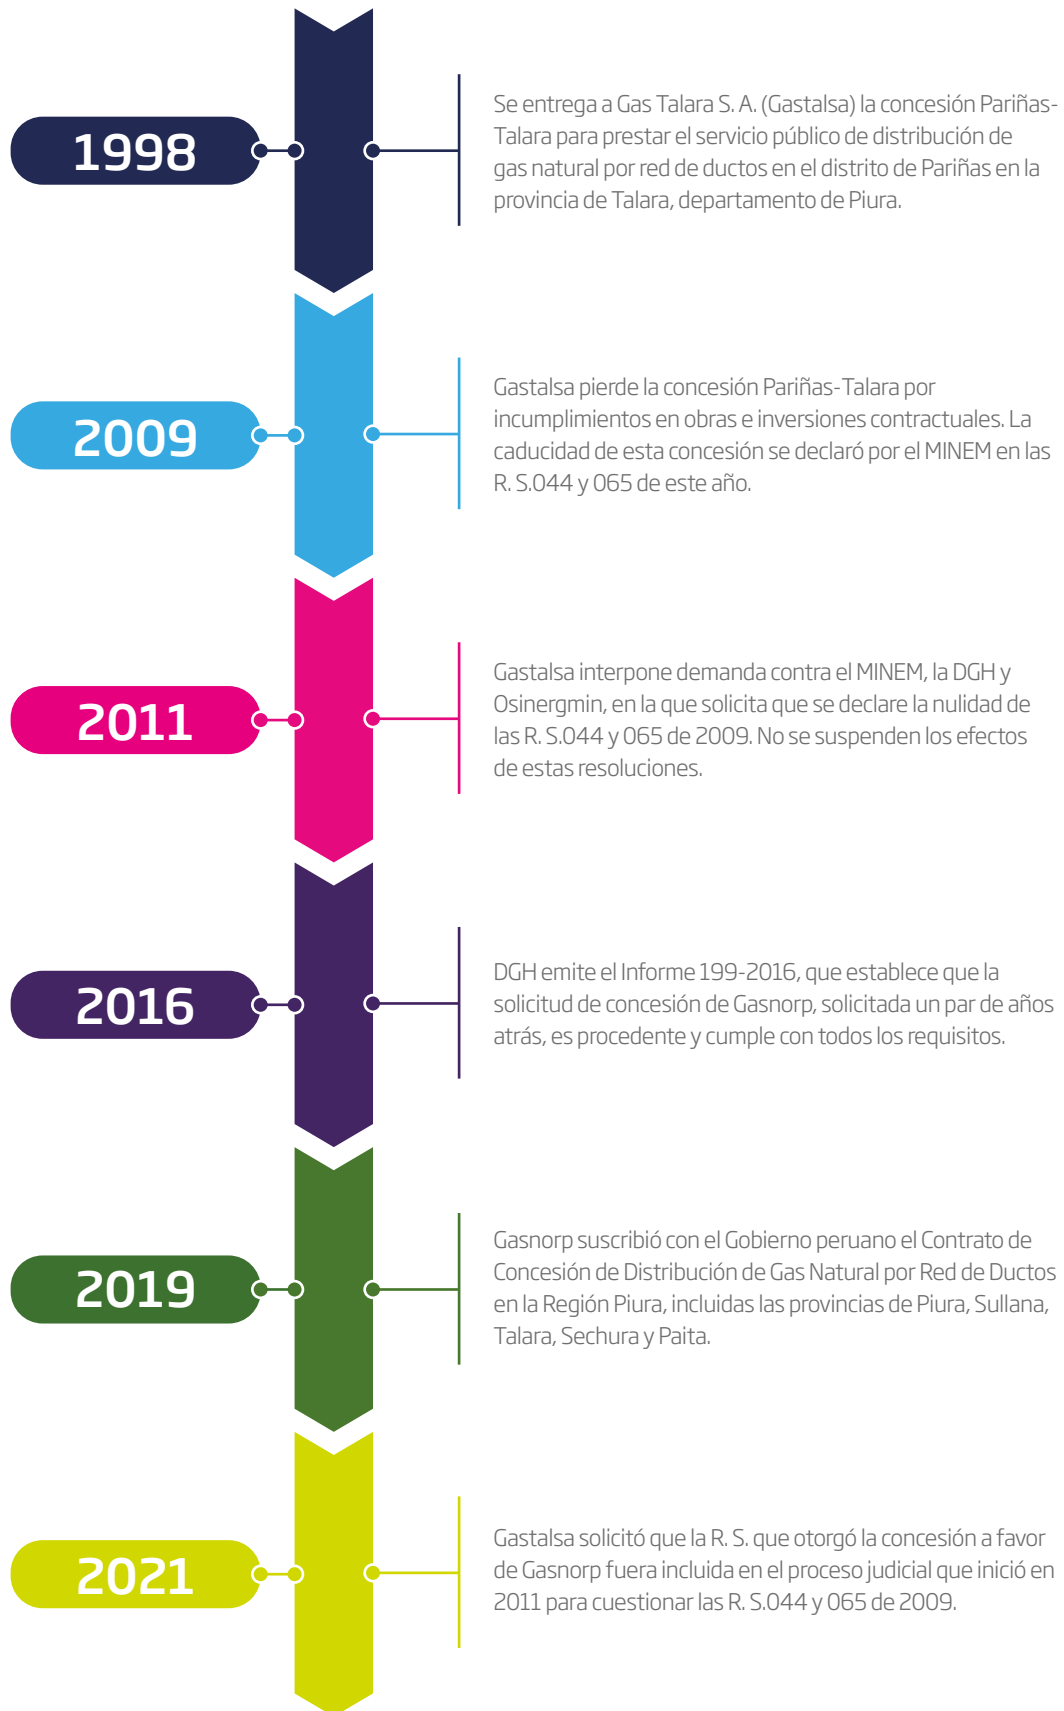 1998
Se entrega a Gas Talara S. A. (Gastalsa) la concesión Pariñas-
Talara para prestar el servicio público de distribución de
gas natural por red de ductos en el distrito de Pariñas en la
provincia de Talara, departamento de Piura.
2009
Gastalsa pierde la concesión Pariñas-Talara por
incumplimientos en obras e inversiones contractuales. La
caducidad de esta concesión se declaró por el MINEM en las
R. S.044 y 065 de este año.
2011
Gastalsa interpone demanda contra el MINEM, la DGH y
Osinergmin, en la que solicita que se declare la nulidad de
las R. S.044 y 065 de 2009. No se suspenden los efectos
de estas resoluciones.
2016
DGH emite el Informe 199-2016, que establece que la
solicitud de concesión de Gasnorp, solicitada un par de años
atrás, es procedente y cumple con todos los requisitos.
2019
Gasnorp suscribió con el Gobierno peruano el Contrato de
Concesión de Distribución de Gas Natural por Red de Ductos
en la Región Piura, incluidas las provincias de Piura, Sullana,
Talara, Sechura y Paita.
2021
Gastalsa solicitó que la R. S. que otorgó la concesión a favor
de Gasnorp fuera incluida en el proceso judicial que inició en
2011 para cuestionar las R. S.044 y 065 de 2009.